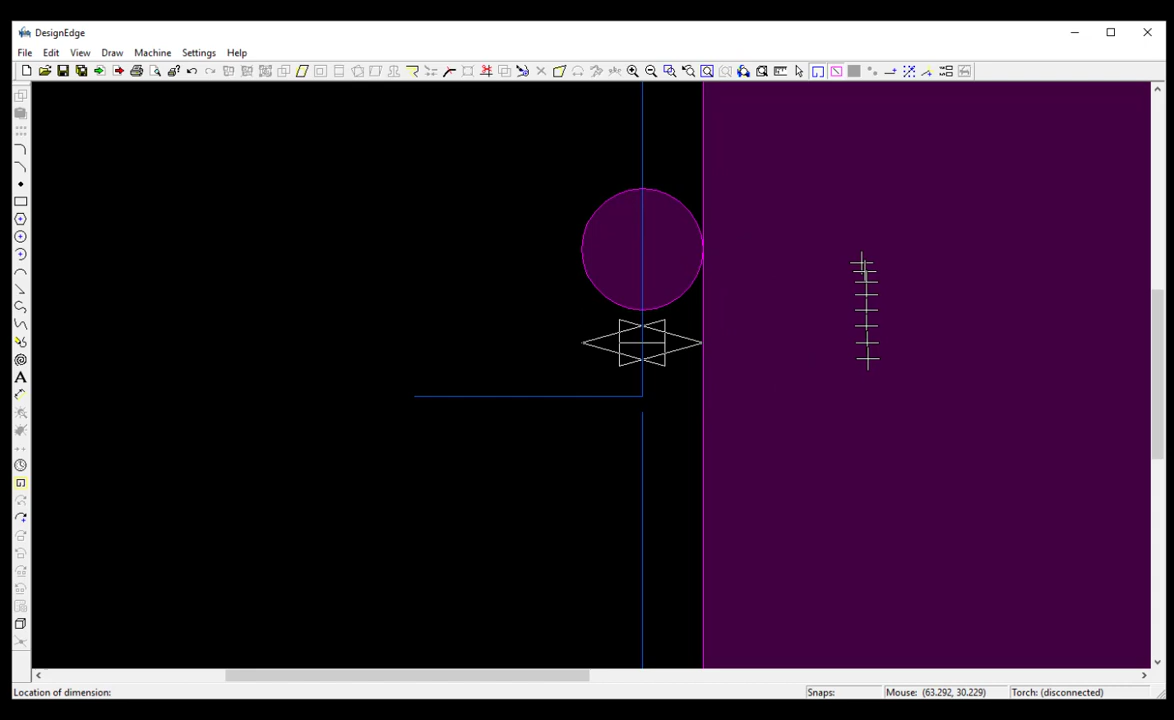 DesignEdge
File Edit View Draw Machine Settings Help
A
Location of dimension:
Snaps: Mouse: (63.292, 30.229) Torch: (disconnected)